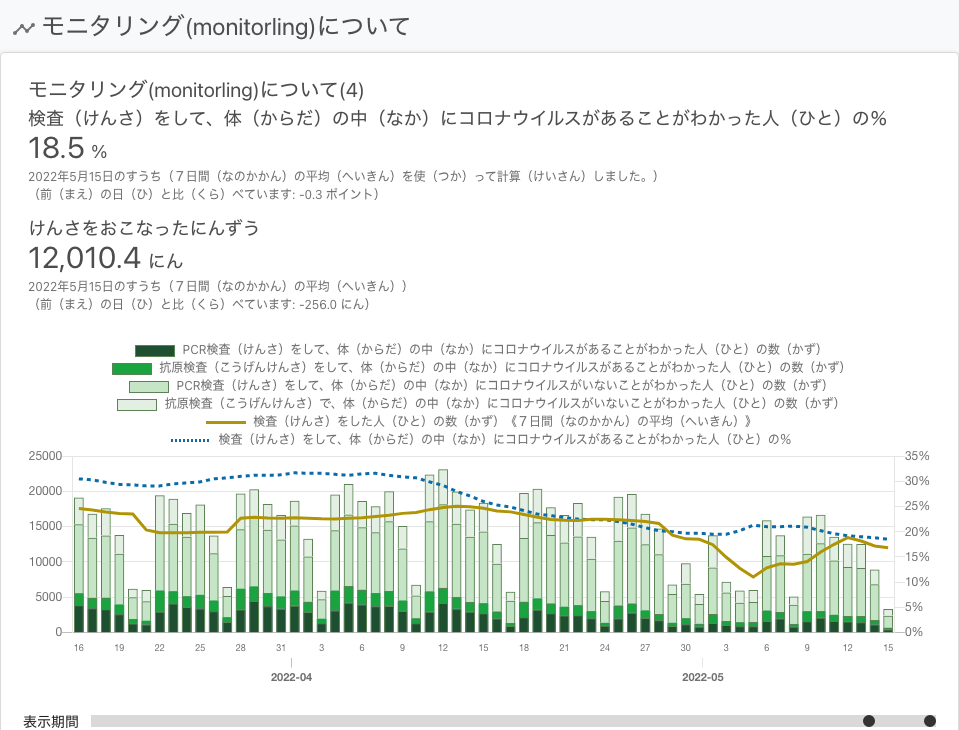 モニタリング(monitorling)について
モニタリング(monitorling)について(4)
検査（けんさ）をして、体（からだ）の中（なか）にコロナウイルスがあることがわかった人（ひと）の%
18.5 %
2022年5月15日のすうち（７日間（なのかかん）の平均（へいきん）を使（つか）って計算（けいさん）しました。）
（前（まえ）の日（ひ）と比（くら）べています: -0.3 ポイント）
けんさをおこなったにんずう
12,010.4 にん
2022年5月15日のすうち（７日間（なのかかん）の平均（へいきん））
（前（まえ）の日（ひ）と比（くら）べています: -256.0 にん）
PCR検査（けんさ）をして、体（からだ）の中（なか）にコロナウイルスがあることがわかった人（ひと）の数（かず）
抗原検査（こうげんけんさ）をして、体（からだ）の中（なか）にコロナウイルスがあることがわかった人（ひと）の数（かず）
PCR検査（けんさ）をして、体（からだ）の中（なか）にコロナウイルスがいないことがわかった人（ひと）の数（かず）
抗原検査（こうげんけんさ）で、体（からだ）の中（なか）にコロナウイルスがいないことがわかった人（ひと）の数（かず）
検査（けんさ）をした人（ひと）の数（かず）《７日間（なのかかん）の平均（へいきん）》
検査（けんさ）をして、体（からだ）の中（なか）にコロナウイルスがあることがわかった人（ひと）の%
25000 35%
20000 30%
25%
15000 20%
10000 15%
10%
5000 5%
0 0%
16 19 22 25 28 31 3 6 9 12 15 18 21 24 27 30 3 6 9 12 15
2022-04 2022-05
表示期間